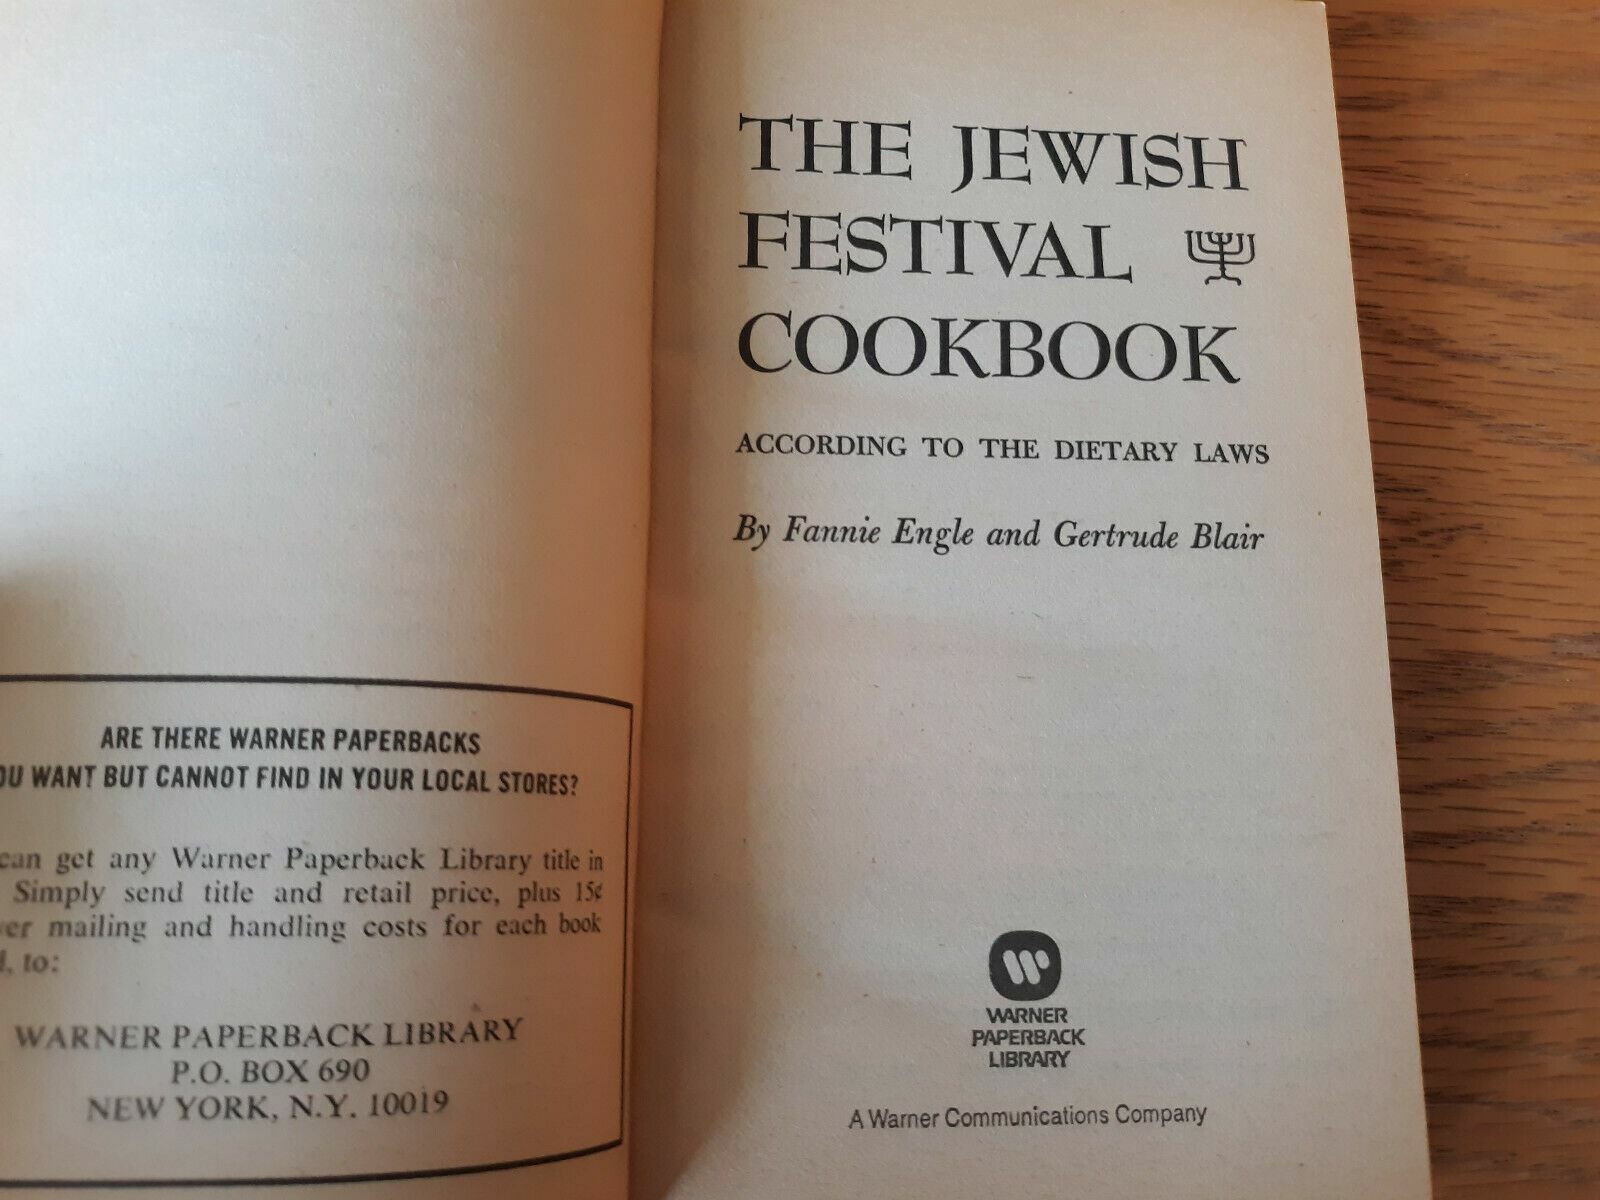 ARE THERE WARNER PAPERBACKS
WANT BUT CANNOT FIND IN YOUR LOCAL STORES?
can get any Warner Paperback Library title in
Simply send title and retail price, plus 15¢
mailing and handling costs for each book
to:
WARNER PAPERBACK LIBRARY
P.O. BOX 690
NEW YORK, N.Y. 10019
THE JEWISH
FESTIVAL
COOKBOOK
ACCORDING TO THE DIETARY LAWS
By Fannie Engle and Gertrude Blair
WARNER
PAPERBACK
LIBRARY
A Warner Communications Company